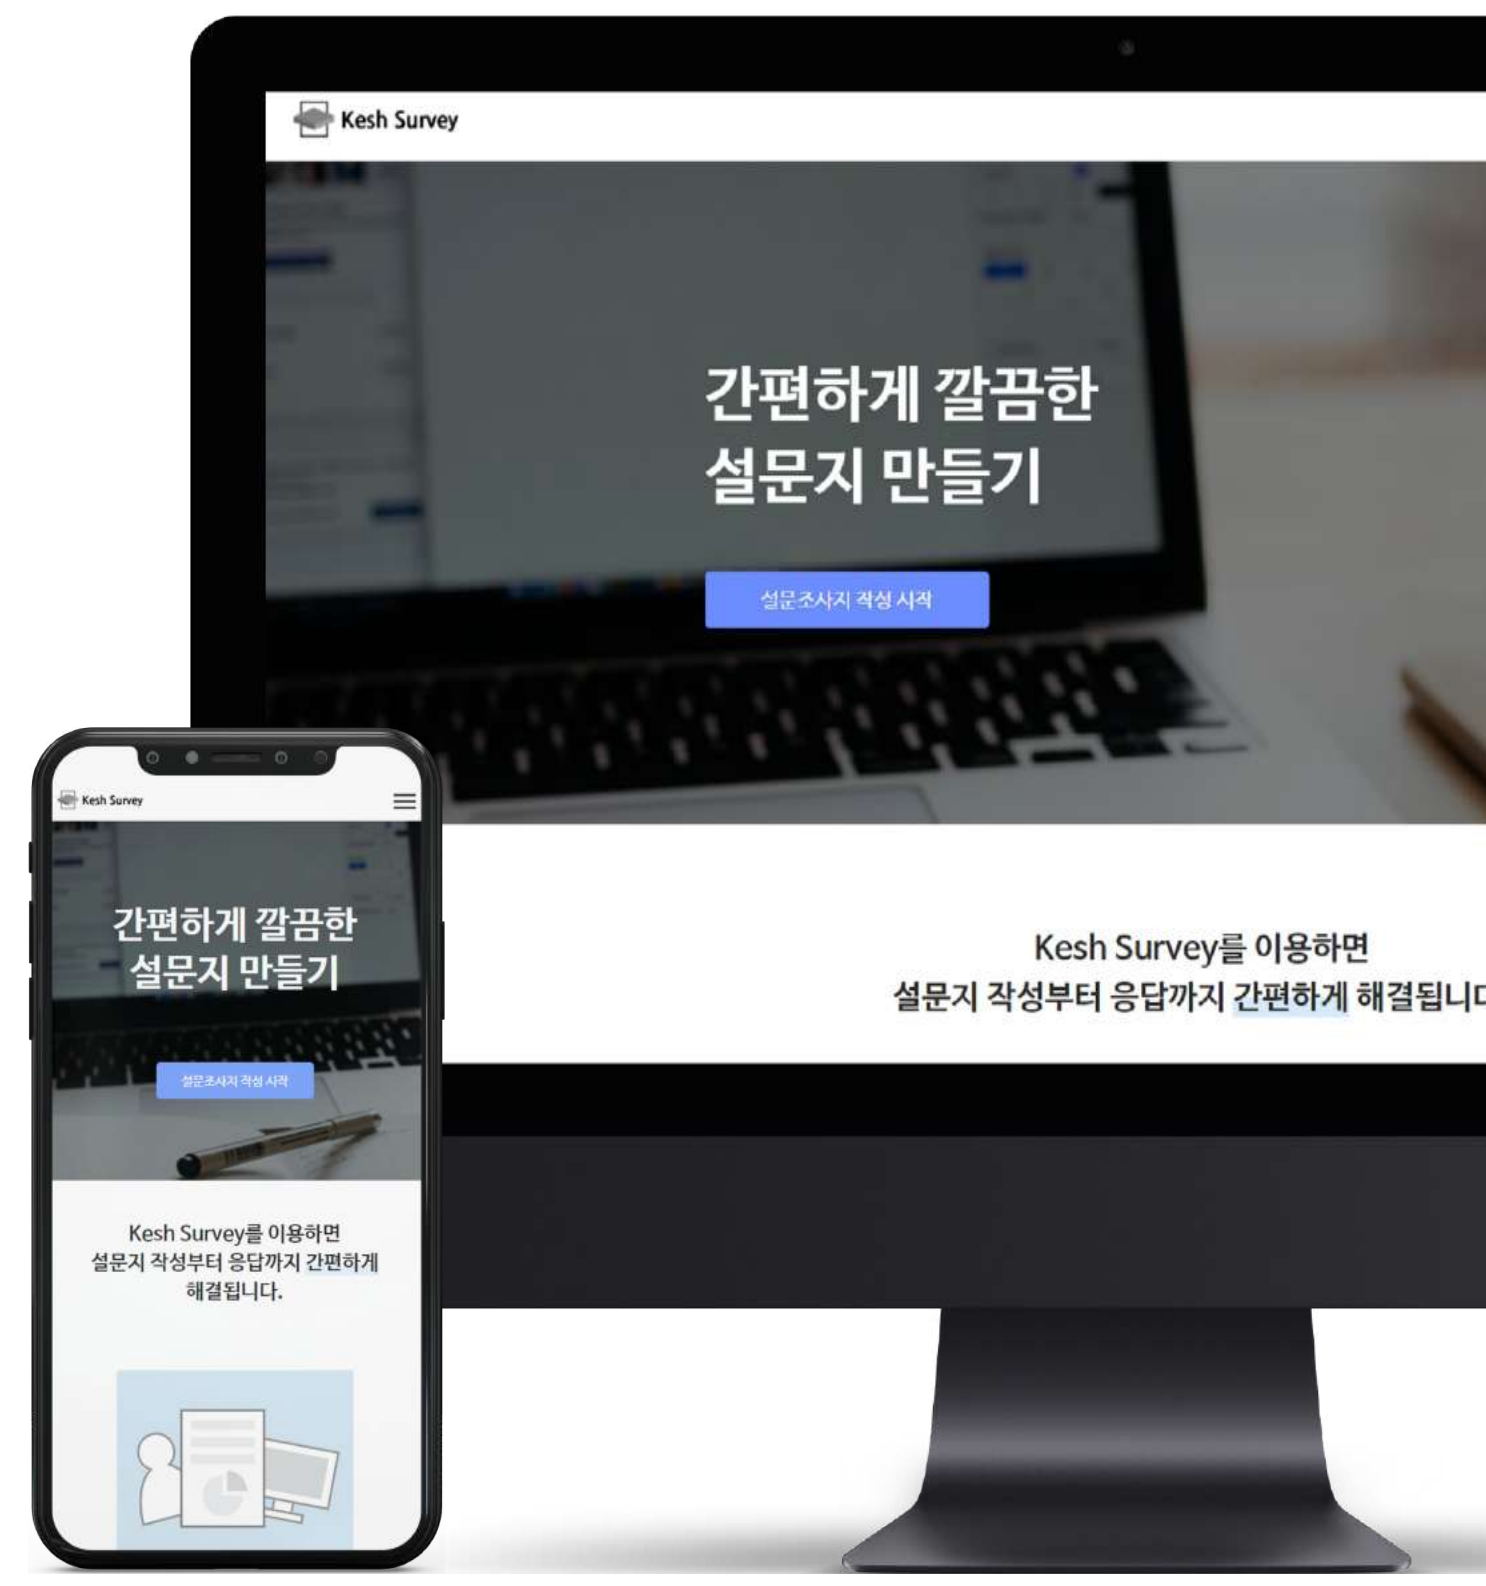 Kesh Survey
간편하게 깔끔한
설문지 만들기
설문조사지 작성 시작
Kesh Survey를 이용하면
설문지 작성부터 응답까지 간편하게 해결됩니
Kesh Survey
간편하게 깔끔한
설문지 만들기
설문조사지 작성 시작
Kesh Survey를 이용하면
설문지 작성부터 응답까지 간편하게
해결됩니다.